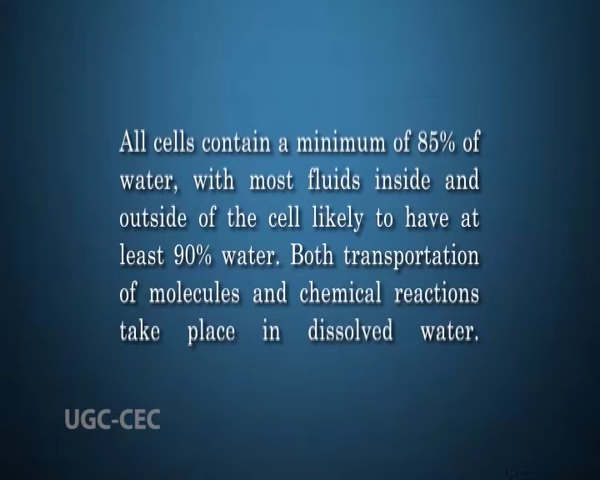 All cells contain a minimum of 85% of
water, with most fluids inside and
outside of the cell likely to have at
least 90% water. Both transportation
of molecules and chemical reactions
take place in dissolved water.
UGC-CEC